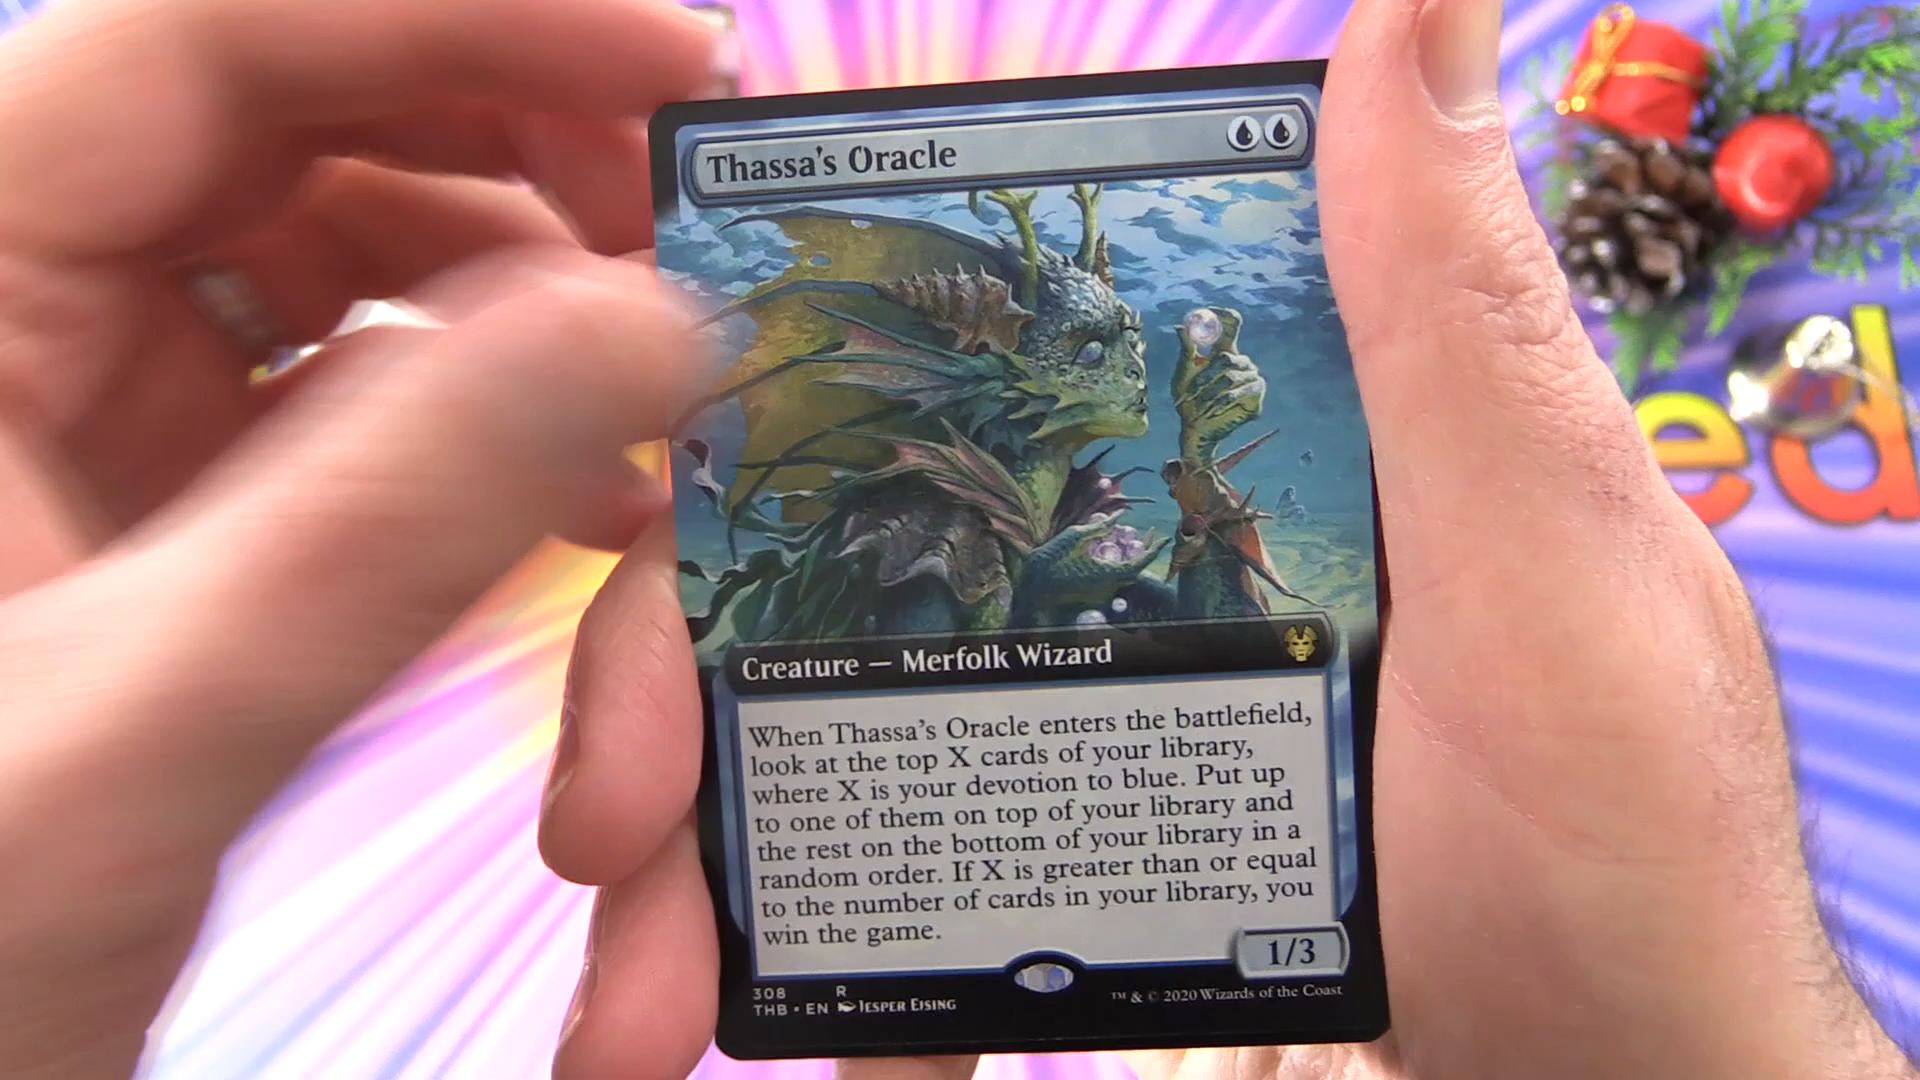 Thassa's Oracle
Creature — Merfolk Wizard
ed
When Thassa's Oracle enters the battlefield,
look at the top X cards of your library,
where X is your devotion to blue. Put up
to one of them on top of your library and
the rest on the bottom of your library in a
random order. If X is greater than or equal
to the number of cards in your library, you
win the game.
1/3
308 R
THB • EN JESPER EISING
™ & © 2020 Wizards of the Coast